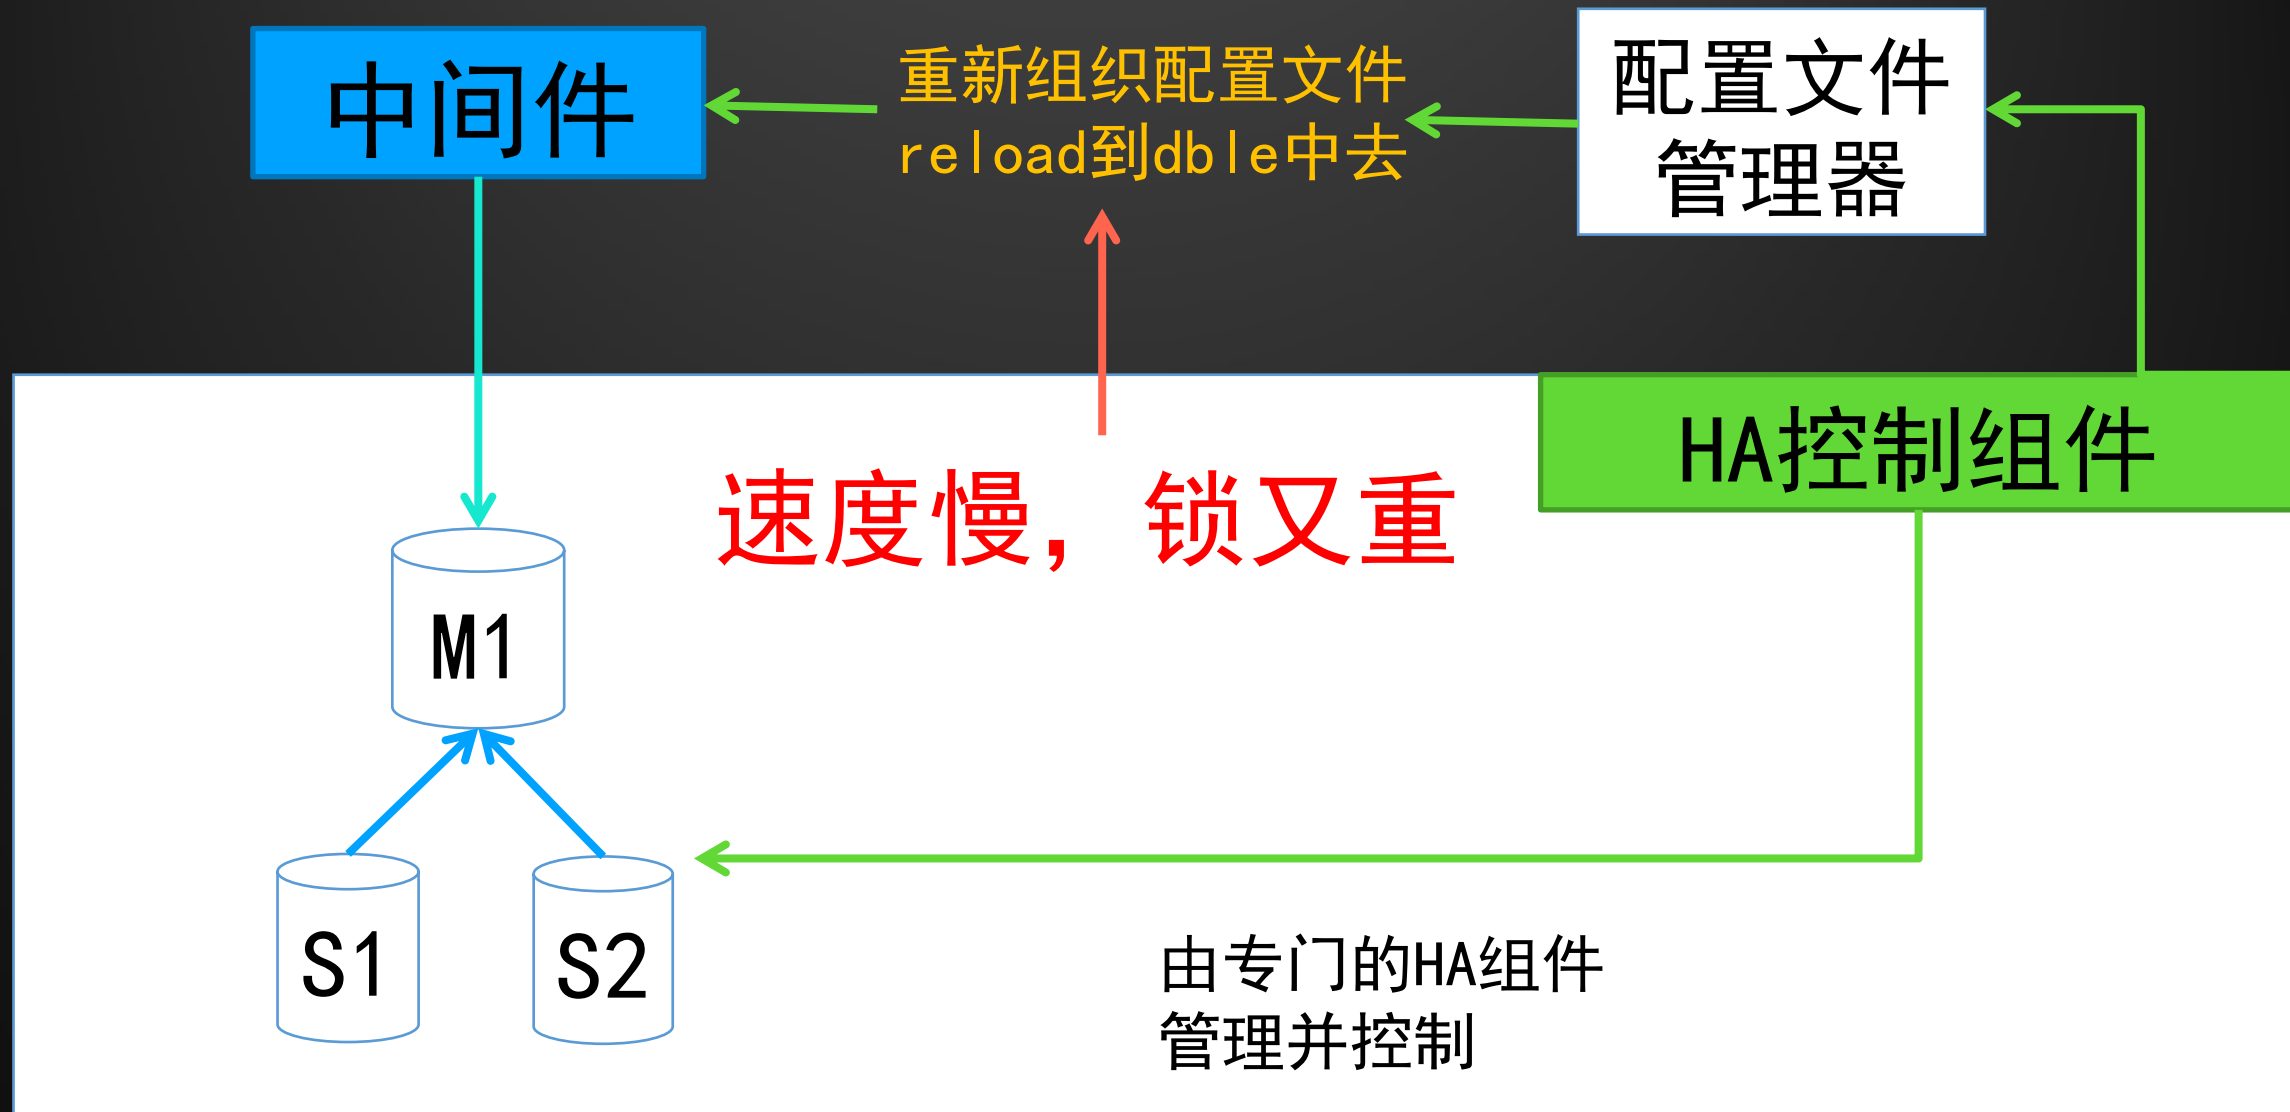 中间件
重新组织配置文件
reload到dble中去
配置文件
管理器
HA控制组件
速度慢，锁又重
M1
S1
S2
由专门的HA组件
管理并控制